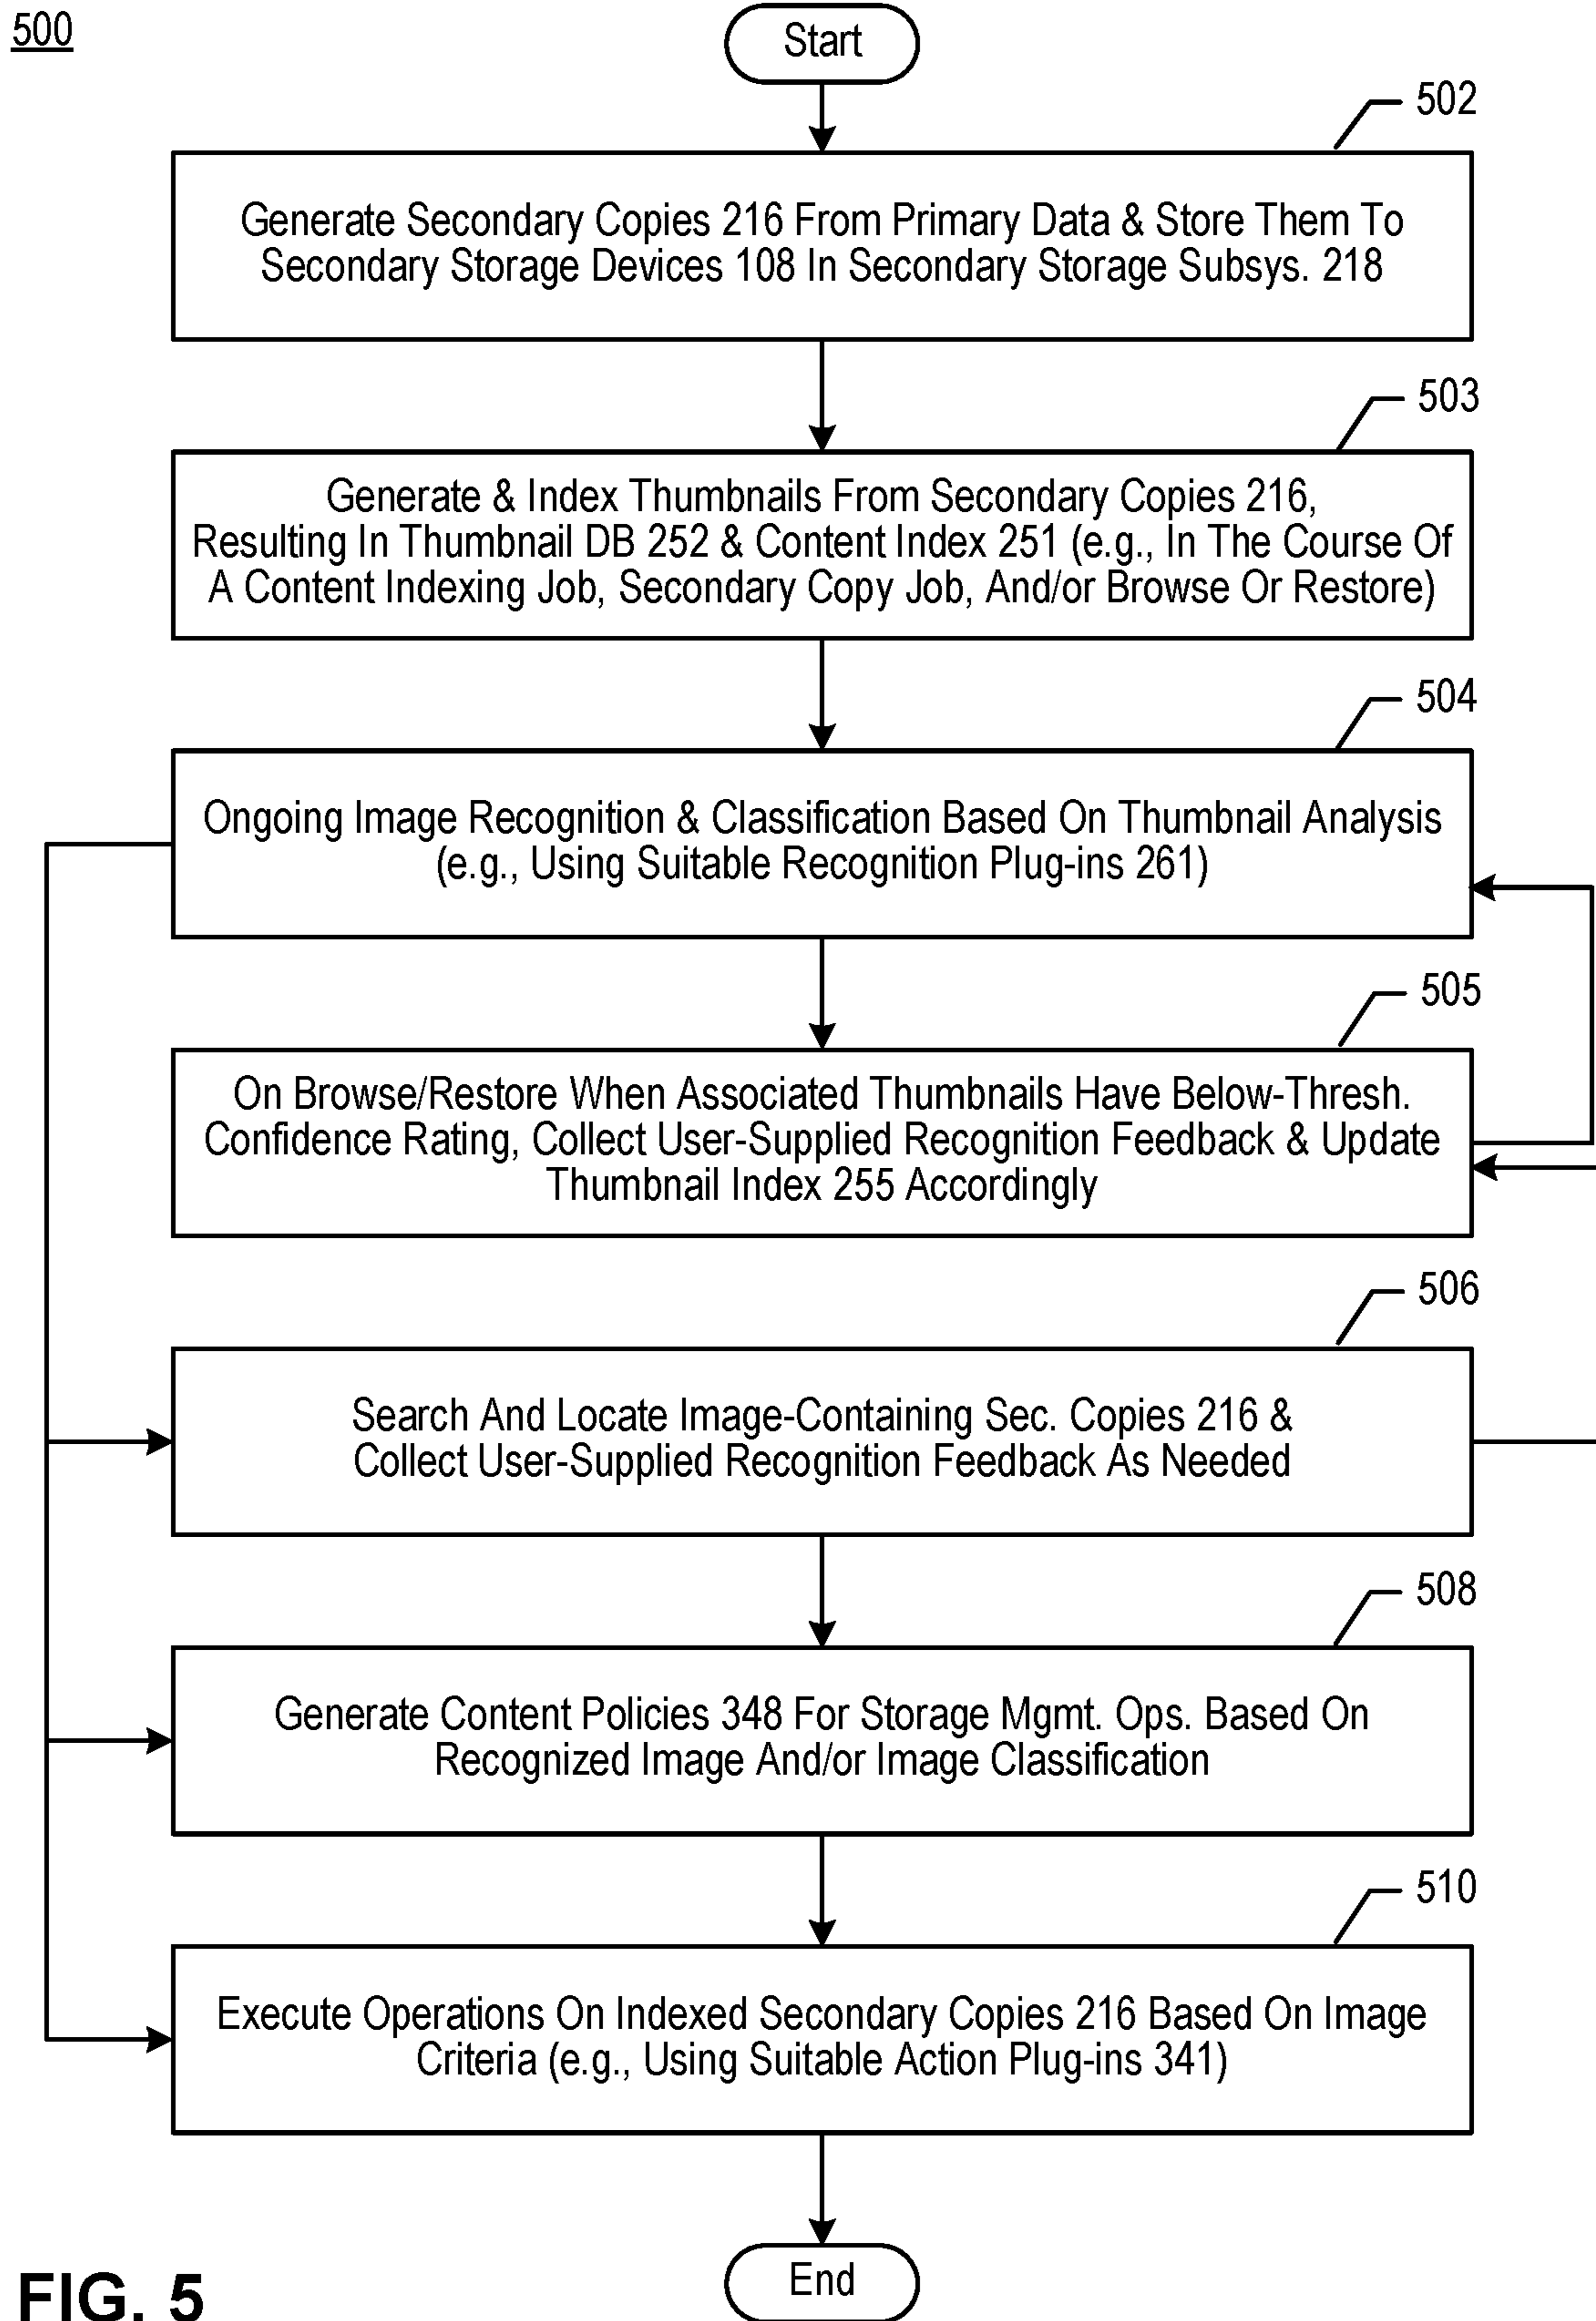 500
Start
502
Generate Secondary Copies 216 From Primary Data & Store Them To
Secondary Storage Devices 108 In Secondary Storage Subsys. 218
503
Generate & Index Thumbnails From Secondary Copies 216,
Resulting In Thumbnail DB 252 & Content Index 251 (e.g., In The Course Of
A Content Indexing Job, Secondary Copy Job, And/or Browse Or Restore)
504
Ongoing Image Recognition & Classification Based On Thumbnail Analysis
(e.g., Using Suitable Recognition Plug-ins 261)
505
On Browse/Restore When Associated Thumbnails Have Below-Thresh.
Confidence Rating, Collect User-Supplied Recognition Feedback & Update
Thumbnail Index 255 Accordingly
506
Search And Locate Image-Containing Sec. Copies 216 &
Collect User-Supplied Recognition Feedback As Needed
508
Generate Content Policies 348 For Storage Mgmt. Ops. Based On
Recognized Image And/or Image Classification
510
Execute Operations On Indexed Secondary Copies 216 Based On Image
Criteria (e.g., Using Suitable Action Plug-ins 341)
End
FIG. 5